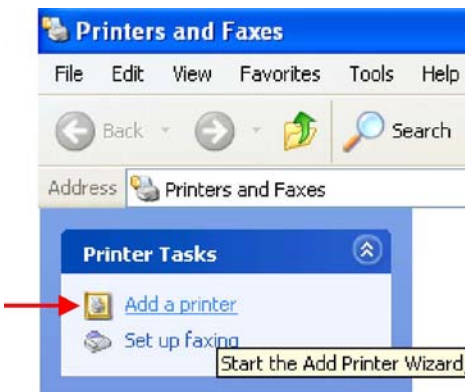 Printers and Faxes
File Edit View Favorites Tools Help
Back Search
Address Printers and Faxes
Printer Tasks
Add a printer
Set up faxing
Start the Add Printer Wizard